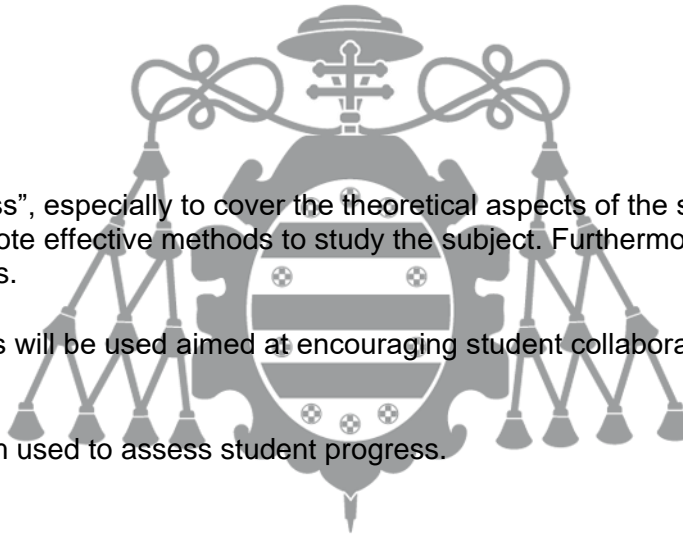 ss”, especially to cover the theoretical aspects of the s
ote effective methods to study the subject. Furthermo
s.
s will be used aimed at encouraging student collabora
n used to assess student progress.